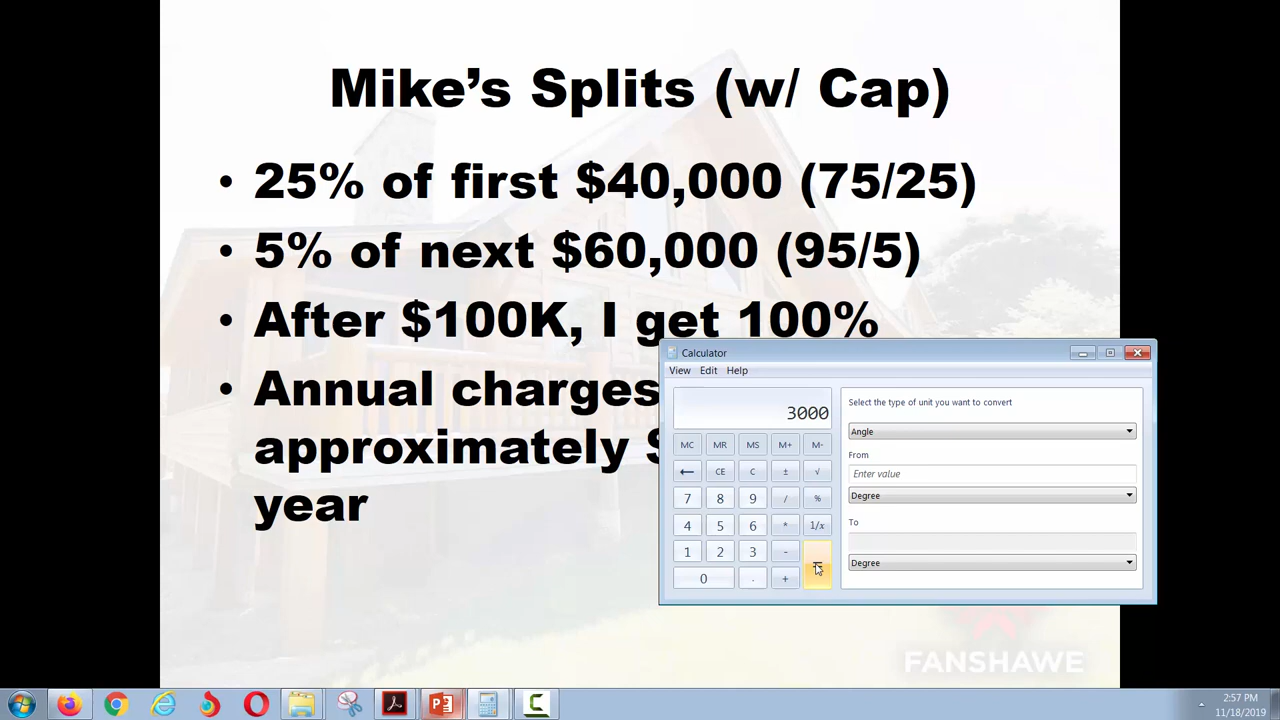 Mike’s Splits (w/ Cap)
• 25% of first $40,000 (75/25)
• 5% of next $60,000 (95/5)
• After $100K, I get 100%
• Annual charges
approximately
year
Calculator
View Edit Help
3000
MC MR MS M+ M-
← CE C ± √
7 8 9 / %
4 5 6 * 1/x
1 2 3 - =
0 . +
Select the type of unit you want to convert
Angle
From
Enter value
Degree
To
Degree
FANSHAWE
2:57 PM
11/18/2019